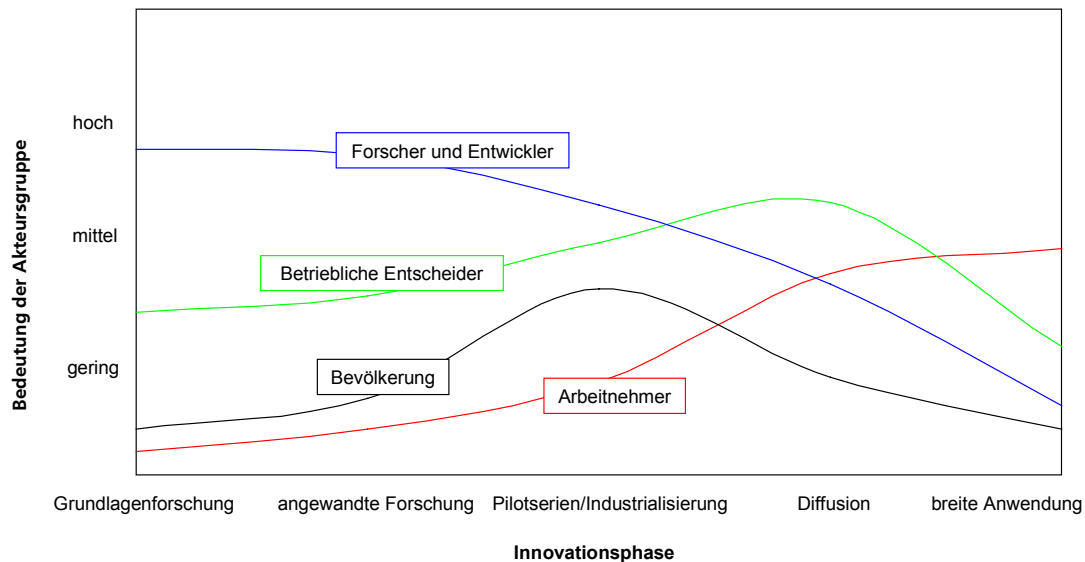 Bedeutung der Akteursgruppe
hoch
mittel
gering
Forscher und Entwickler
Betriebliche Entscheider
Bevölkerung
Arbeitnehmer
Grundlagenforschung
angewandte Forschung
Pilotserien/Industrialisierung
Diffusion
breite Anwendung
Innovationsphase